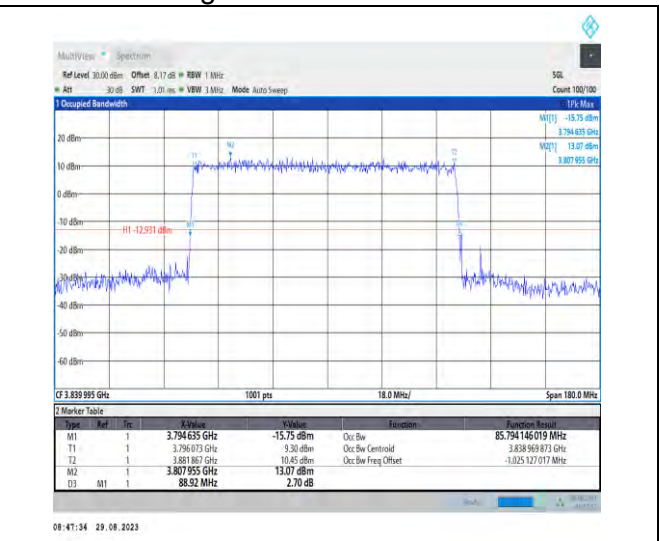 MultiView Spectrum
Ref Level 30.00 dBm Offset 8.17 dB RBW 1 MHz SGL
Att 30 dB SWT 1.01 ms VBW 3 MHz Mode Auto Sweep Count 100/100
1 Occupied Bandwidth 1Pk Max
M1[1] -15.75 dBm
3.794 635 GHz
M2[1] 13.07 dBm
3.807 955 GHz
20 dBm
M2
T1
10 dBm
0 dBm
-10 dBm
H1 -12.931 dBm
M1
-20 dBm
-30 dBm
-40 dBm
-50 dBm
-60 dBm
CF 3.839 995 GHz 1001 pts 18.0 MHz/ Span 180.0 MHz
2 Marker Table
Type Ref Trc X-Value Y-Value Function Function Result
M1 1 3.794 635 GHz -15.75 dBm Occ Bw 85.794 146 019 MHz
T1 1 3.796 073 GHz 9.30 dBm Occ Bw Centroid 3.838 969 873 GHz
T2 1 3.881 867 GHz 10.45 dBm Occ Bw Freq Offset -1.025 127 017 MHz
M2 1 3.807 955 GHz 13.07 dBm
D3 M1 1 88.92 MHz 2.70 dB
08:47:34 29.08.2023